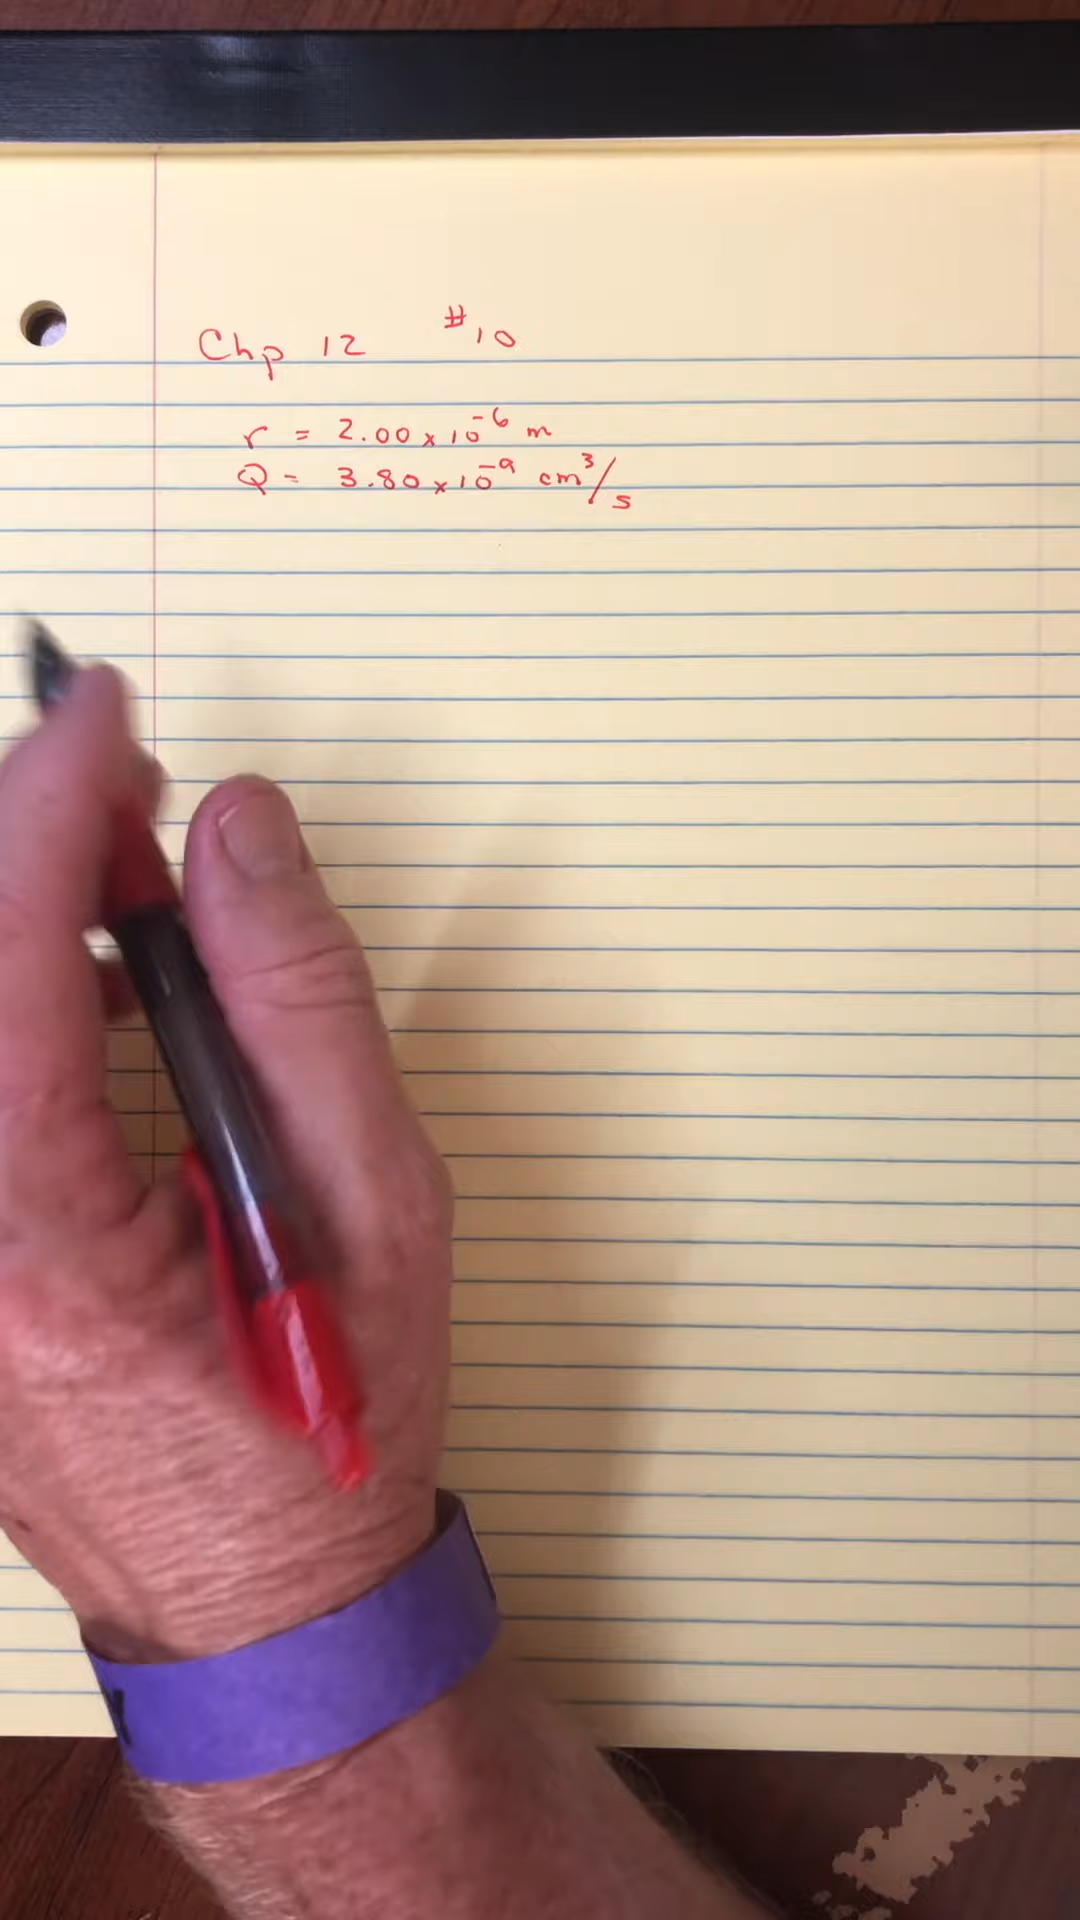 Chp 12 #10
r = 2.00 x 10⁻⁶ m
Q = 3.80 x 10⁻⁹ cm³/s